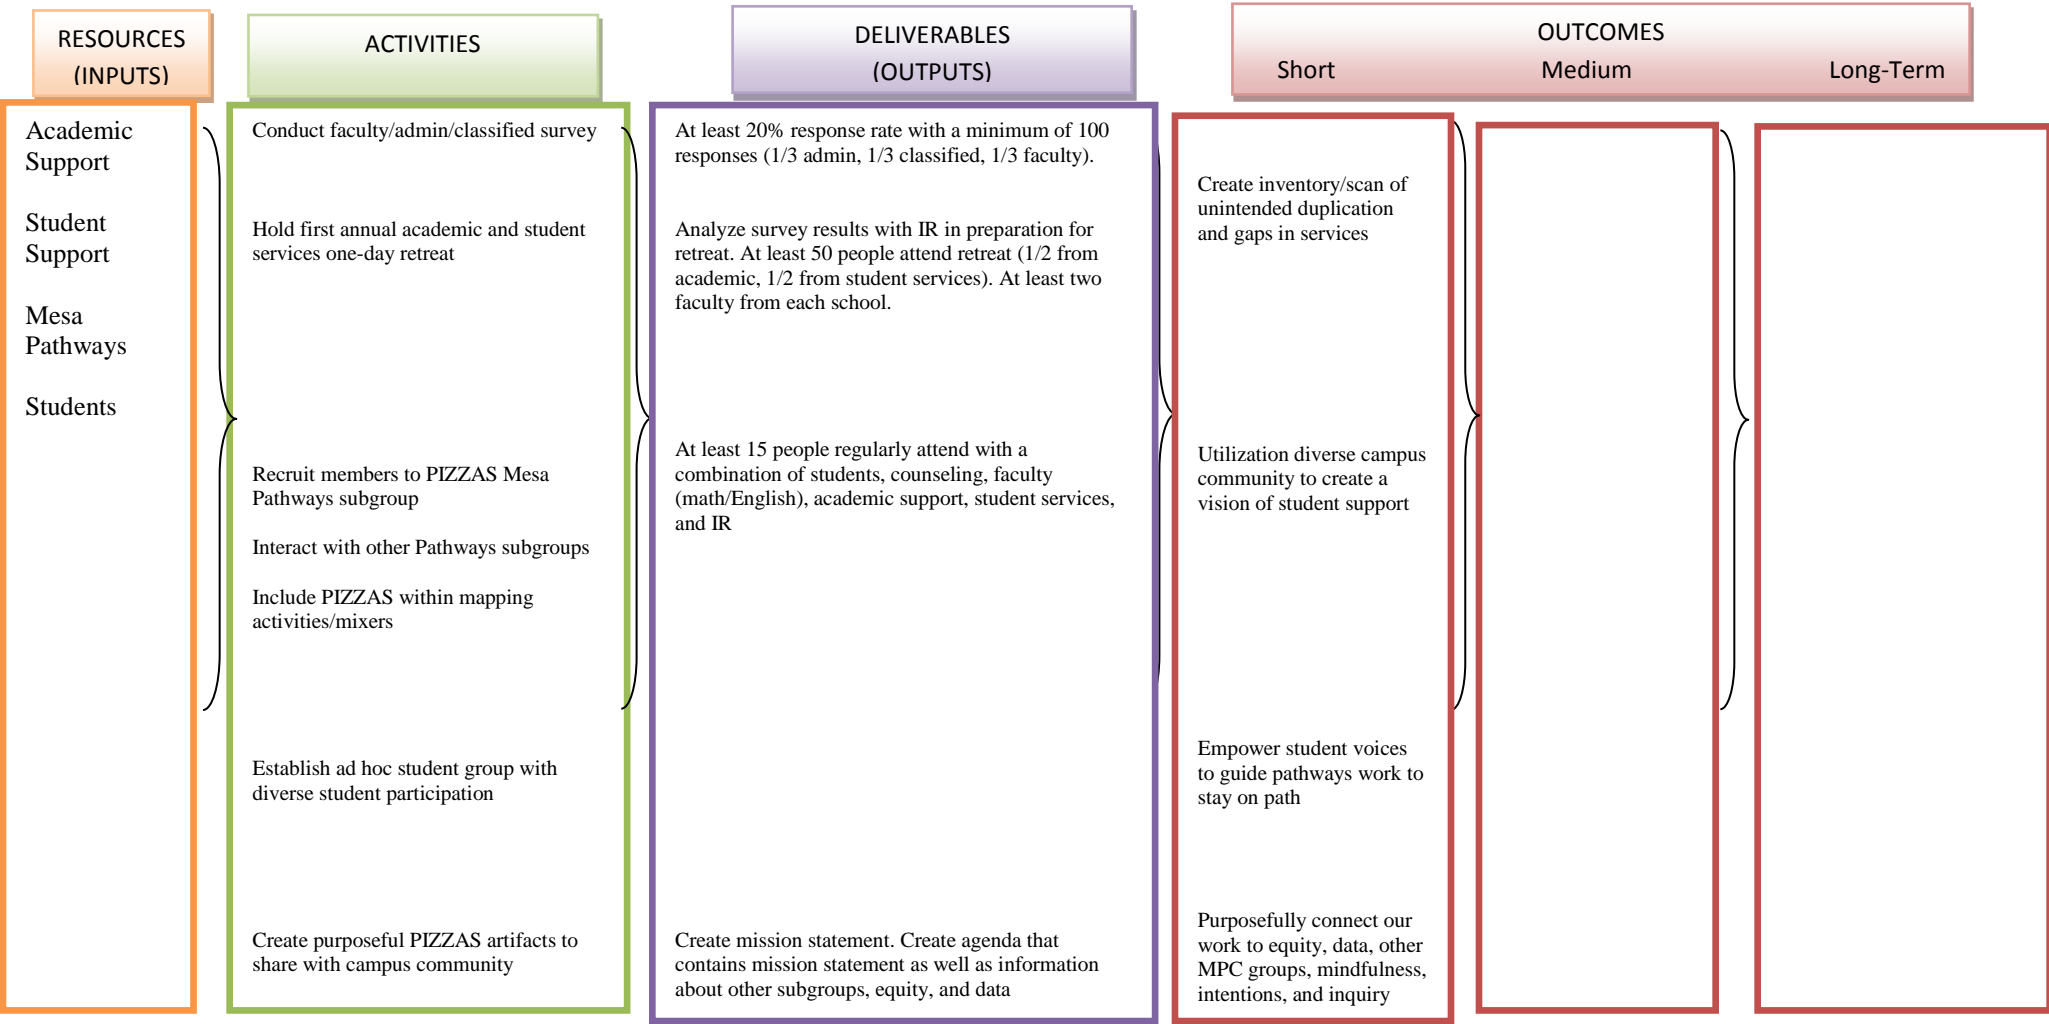 RESOURCES
(INPUTS)
ACTIVITIES
DELIVERABLES
(OUTPUTS)
OUTCOMES
Short Medium Long-Term
Academic
Support
Student
Support
Mesa
Pathways
Students
Conduct faculty/admin/classified survey
Hold first annual academic and student
services one-day retreat
Recruit members to PIZZAS Mesa
Pathways subgroup
Interact with other Pathways subgroups
Include PIZZAS within mapping
activities/mixers
Establish ad hoc student group with
diverse student participation
Create purposeful PIZZAS artifacts to
share with campus community
At least 20% response rate with a minimum of 100
responses (1/3 admin, 1/3 classified, 1/3 faculty).
Analyze survey results with IR in preparation for
retreat. At least 50 people attend retreat (1/2 from
academic, 1/2 from student services). At least two
faculty from each school.
At least 15 people regularly attend with a
combination of students, counseling, faculty
(math/English), academic support, student services,
and IR
Create mission statement. Create agenda that
contains mission statement as well as information
about other subgroups, equity, and data
Create inventory/scan of
unintended duplication
and gaps in services
Utilization diverse campus
community to create a
vision of student support
Empower student voices
to guide pathways work to
stay on path
Purposefully connect our
work to equity, data, other
MPC groups, mindfulness,
intentions, and inquiry